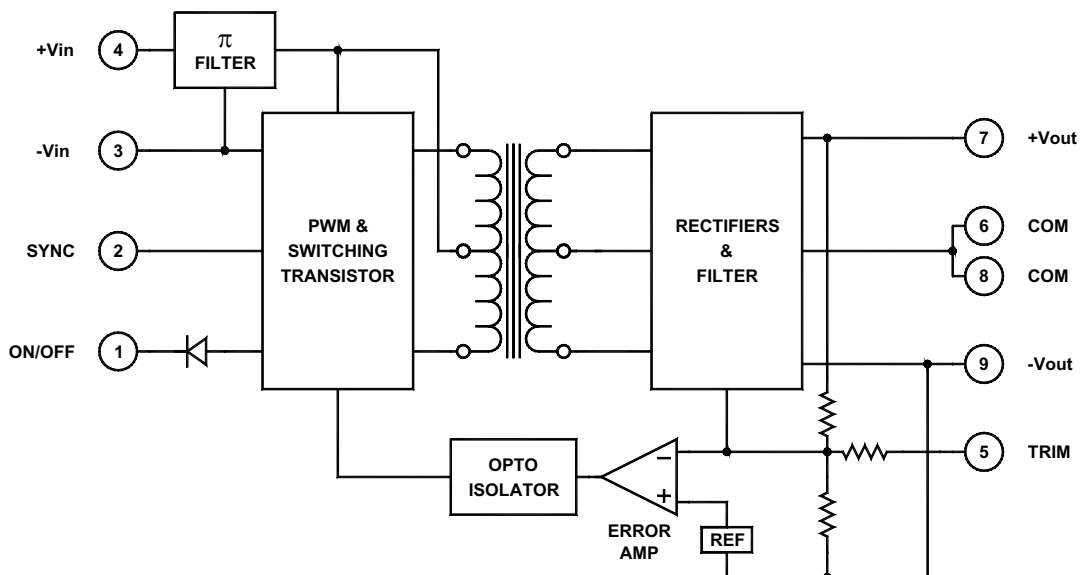 π
FILTER
+Vin 4
-Vin 3
SYNC 2
ON/OFF 1
PWM &
SWITCHING
TRANSISTOR
RECTIFIERS
&
FILTER
7 +Vout
6 COM
8 COM
9 -Vout
5 TRIM
OPTO
ISOLATOR
−
+
ERROR
AMP
REF